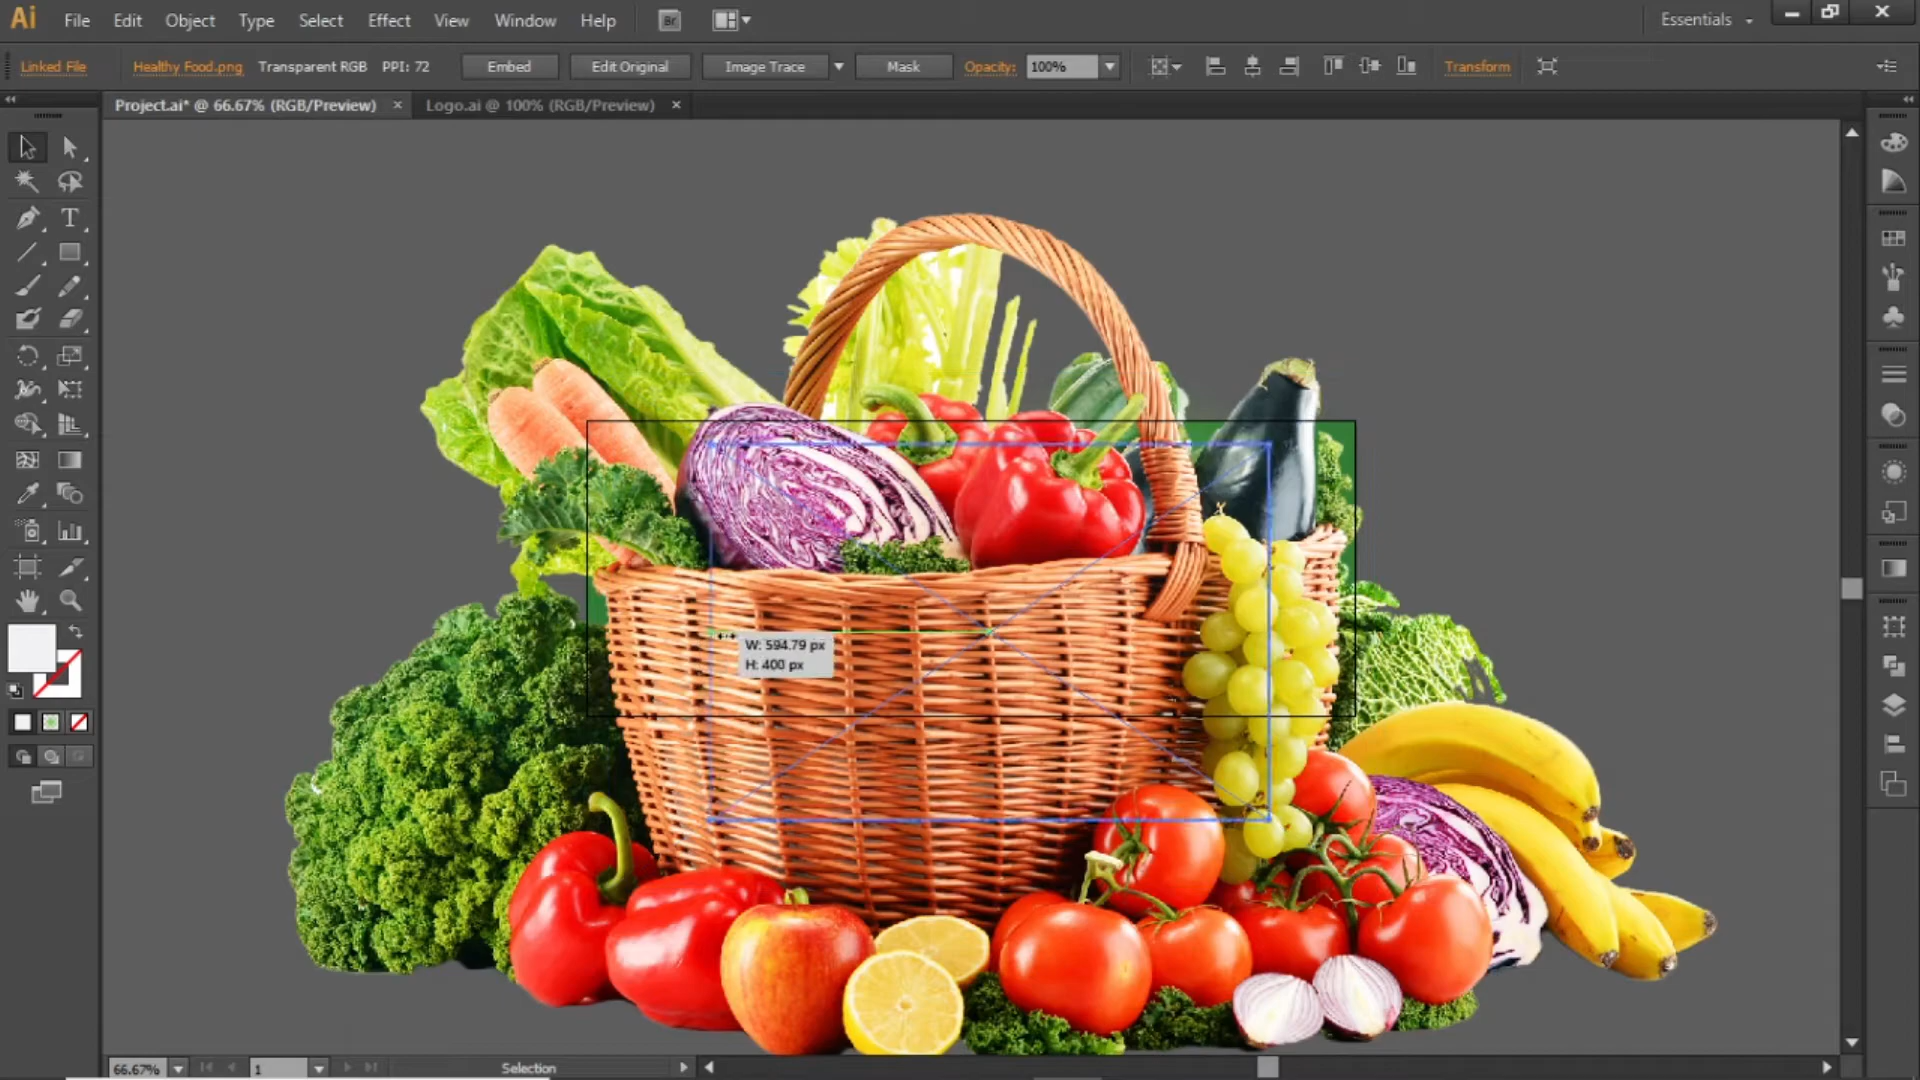 Ai File Edit Object Type Select Effect View Window Help Br Essentials
Linked File Healthy Food.png Transparent RGB PPI: 72 Embed Edit Original Image Trace Mask Opacity: 100% Transform
Project.ai* @ 66.67% (RGB/Preview) × Logo.ai @ 100% (RGB/Preview) ×
T
W: 594.79 px
H: 400 px
66.67% 1 Selection